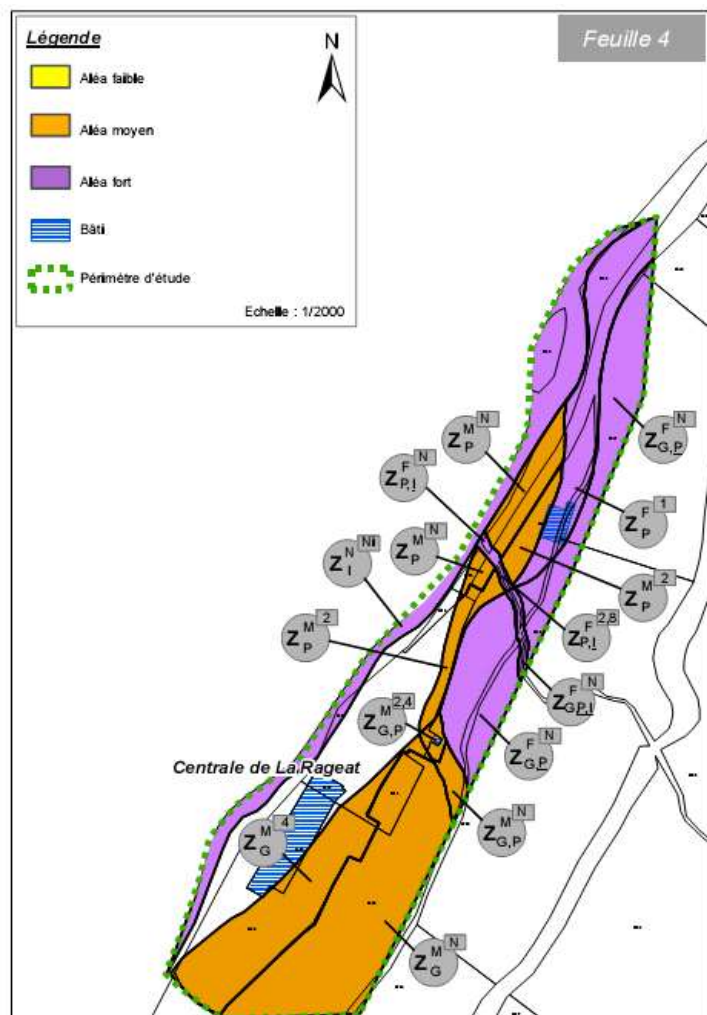 Légende
N
Feuille 4
Aléa faible
Aléa moyen
Aléa fort
Bâti
Périmètre d'étude
Echelle : 1/2000
Z M P N
Z F G,P N
Z F P,I N
Z F P 1
Z M P N
Z N I Ni
Z M P 2
Z M P 2
Z F P,I 2,8
Z F G,P,I N
Z M G,P 2,4
Z F G,P N
Centrale de La Rageat
Z M G,P N
Z M G 4
Z M G N